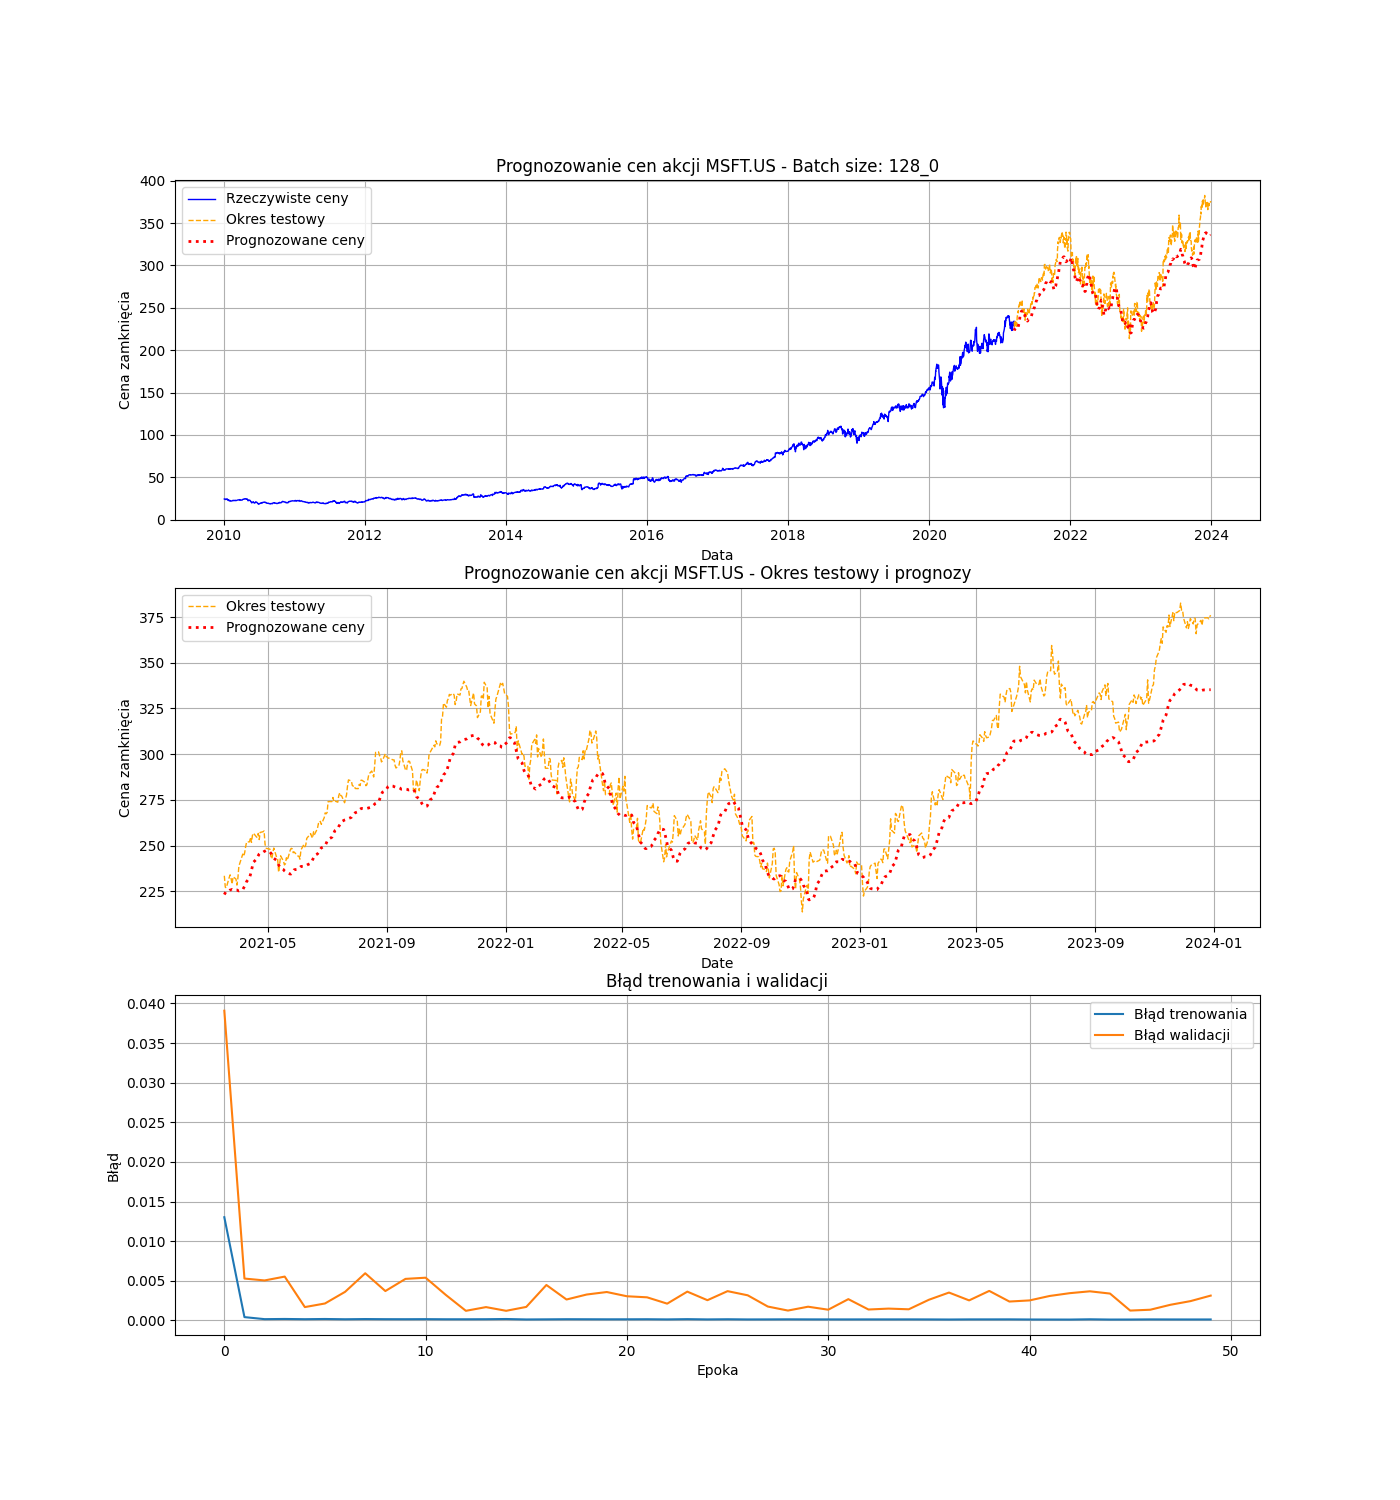 Prognozowanie cen akcji MSFT.US - Batch size: 128_0
400
350
300
250
200
150
100
50
0
Cena zamknięcia
Rzeczywiste ceny
Okres testowy
Prognozowane ceny
2010 2012 2014 2016 2018 2020 2022 2024
Data
Prognozowanie cen akcji MSFT.US - Okres testowy i prognozy
375
350
325
300
275
250
225
Cena zamknięcia
Okres testowy
Prognozowane ceny
2021-05 2021-09 2022-01 2022-05 2022-09 2023-01 2023-05 2023-09 2024-01
Date
Błąd trenowania i walidacji
0.040
0.035
0.030
0.025
0.020
0.015
0.010
0.005
0.000
Błąd
Błąd trenowania
Błąd walidacji
0 10 20 30 40 50
Epoka